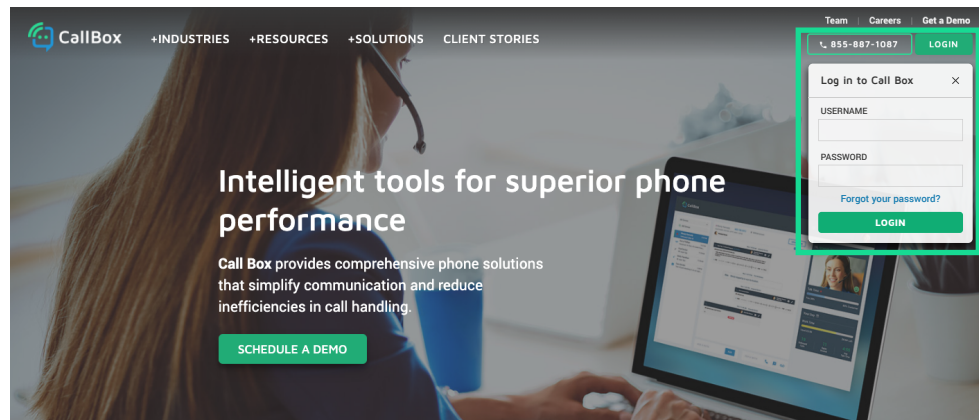 Team | Careers | Get a Demo
CallBox +INDUSTRIES +RESOURCES +SOLUTIONS CLIENT STORIES
855-887-1087 LOGIN
Log in to Call Box ×
USERNAME
PASSWORD
Forgot your password?
LOGIN
Intelligent tools for superior phone
performance
Call Box provides comprehensive phone solutions
that simplify communication and reduce
inefficiencies in call handling.
SCHEDULE A DEMO